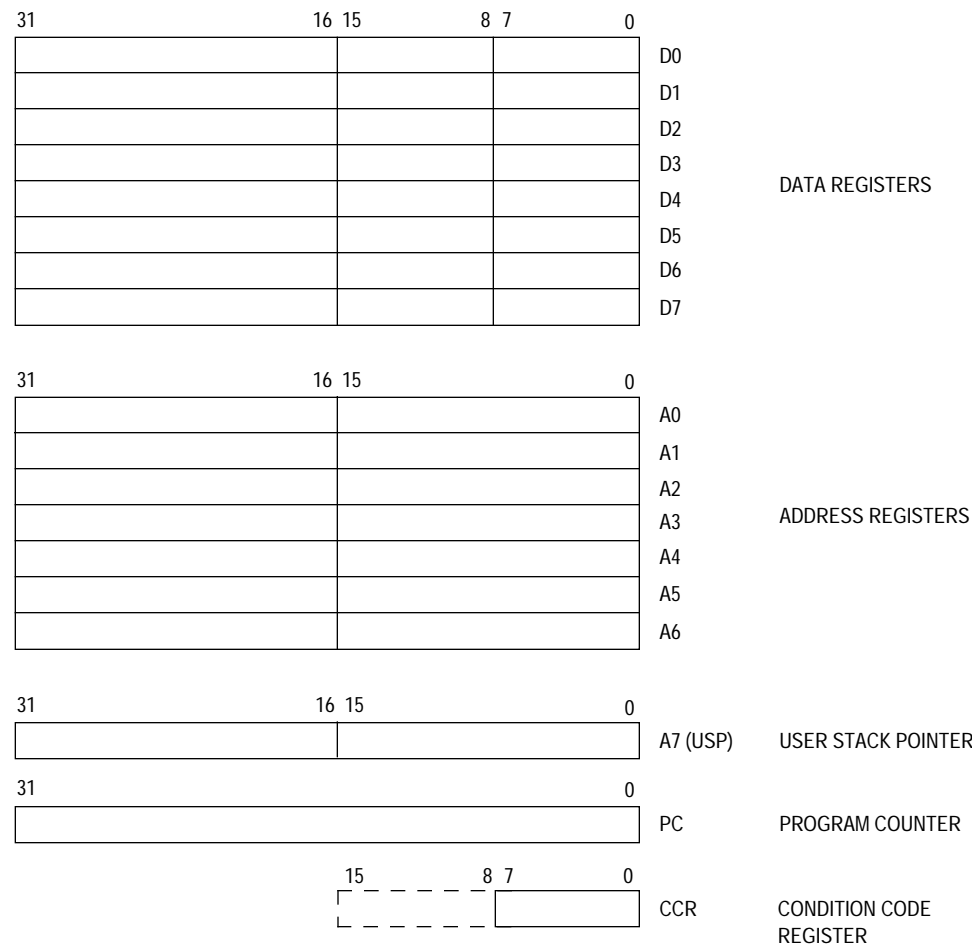 31 16 15 8 7 0
D0
D1
D2
D3
D4
D5
D6
D7
DATA REGISTERS
31 16 15 0
A0
A1
A2
A3
A4
A5
A6
ADDRESS REGISTERS
31 16 15 0
A7 (USP) USER STACK POINTER
31 0
PC PROGRAM COUNTER
15 8 7 0
CCR CONDITION CODE
REGISTER